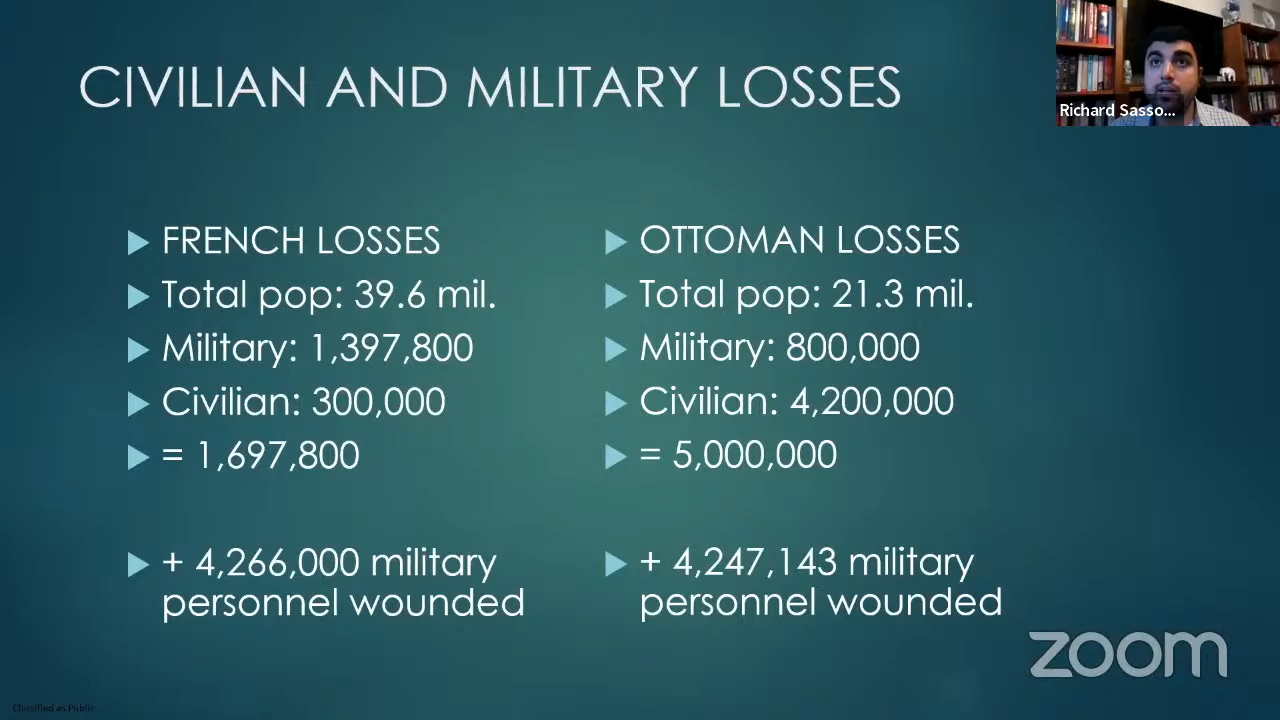 CIVILIAN AND MILITARY LOSSES
Richard Sasso...
FRENCH LOSSES
Total pop: 39.6 mil.
Military: 1,397,800
Civilian: 300,000
= 1,697,800
+ 4,266,000 military
personnel wounded
OTTOMAN LOSSES
Total pop: 21.3 mil.
Military: 800,000
Civilian: 4,200,000
= 5,000,000
+ 4,247,143 military
personnel wounded
zoom
Classified as Public